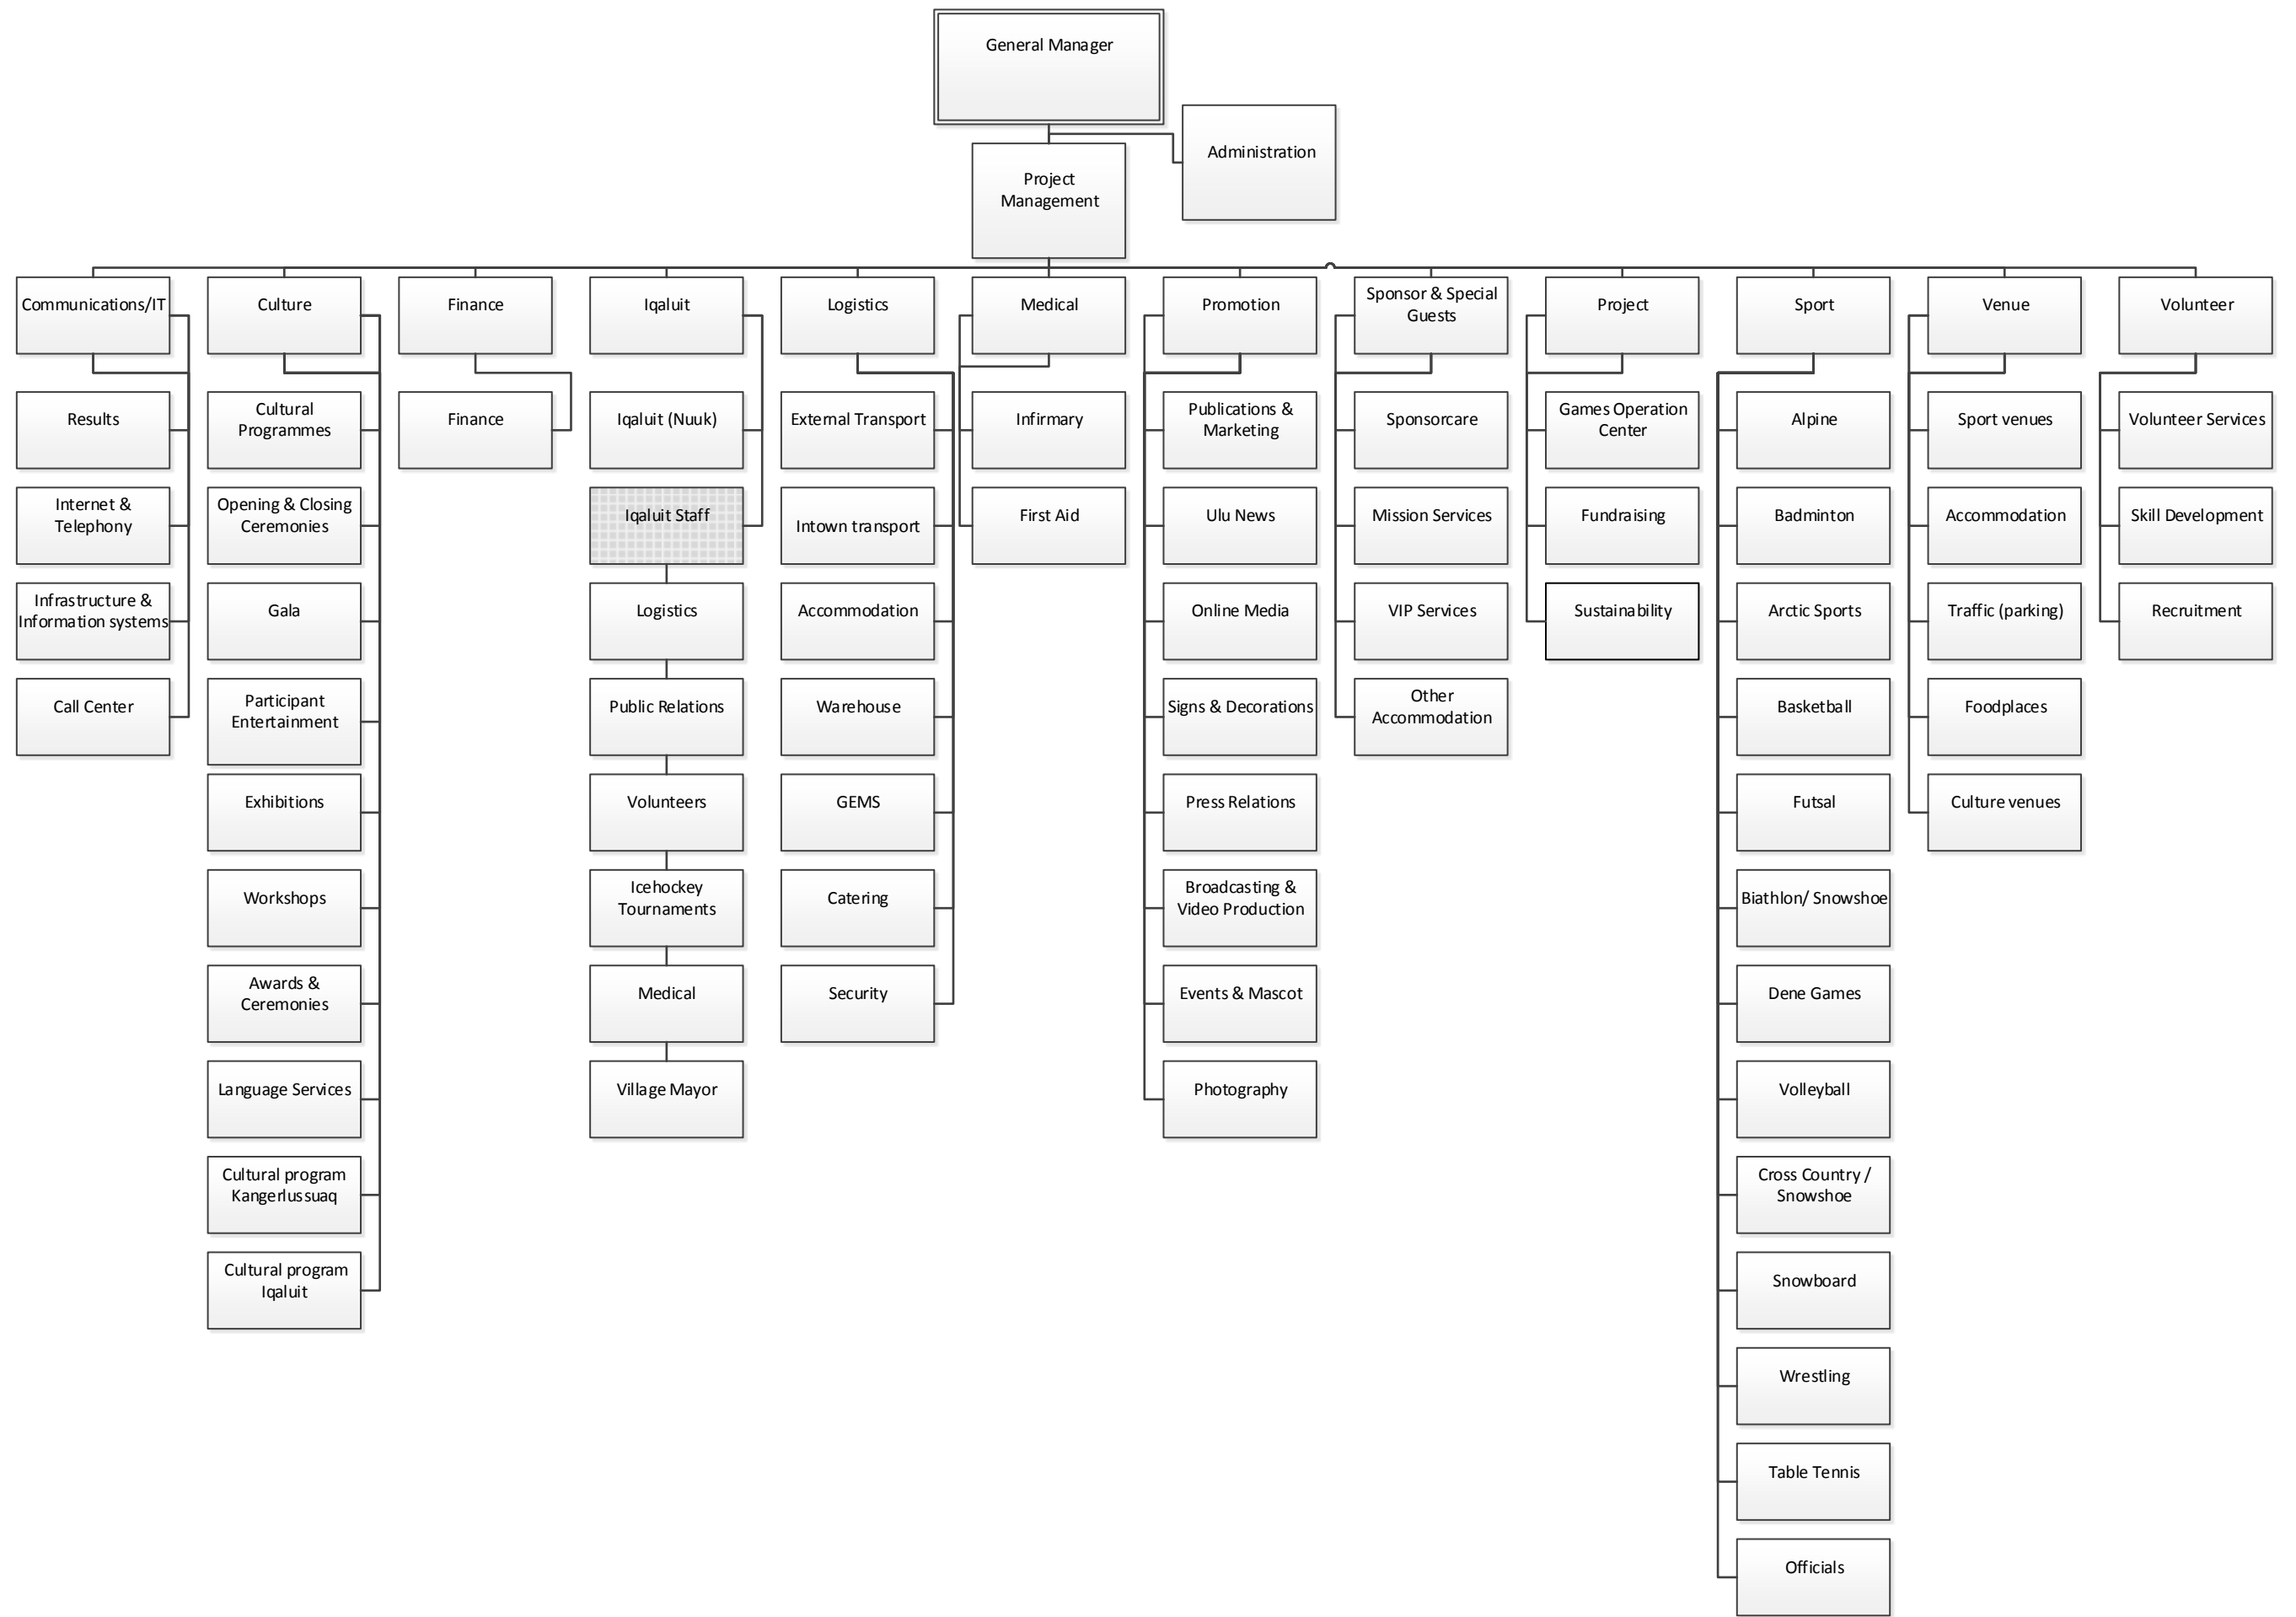 General Manager
Administration
Project
Management
Communications/IT
Culture
Finance
Iqaluit
Logistics
Medical
Promotion
Sponsor & Special
Guests
Project
Sport
Venue
Volunteer
Results
Internet &
Telephony
Infrastructure &
Information systems
Call Center
Cultural
Programmes
Opening & Closing
Ceremonies
Gala
Participant
Entertainment
Exhibitions
Workshops
Awards &
Ceremonies
Language Services
Cultural program
Kangerlussuaq
Cultural program
Iqaluit
Finance
Iqaluit (Nuuk)
Iqaluit Staff
Logistics
Public Relations
Volunteers
Icehockey
Tournaments
Medical
Village Mayor
External Transport
Intown transport
Accommodation
Warehouse
GEMS
Catering
Security
Infirmary
First Aid
Publications &
Marketing
Ulu News
Online Media
Signs & Decorations
Press Relations
Broadcasting &
Video Production
Events & Mascot
Photography
Sponsorcare
Mission Services
VIP Services
Other
Accommodation
Games Operation
Center
Fundraising
Sustainability
Alpine
Badminton
Arctic Sports
Basketball
Futsal
Biathlon/ Snowshoe
Dene Games
Volleyball
Cross Country /
Snowshoe
Snowboard
Wrestling
Table Tennis
Officials
Sport venues
Accommodation
Traffic (parking)
Foodplaces
Culture venues
Volunteer Services
Skill Development
Recruitment